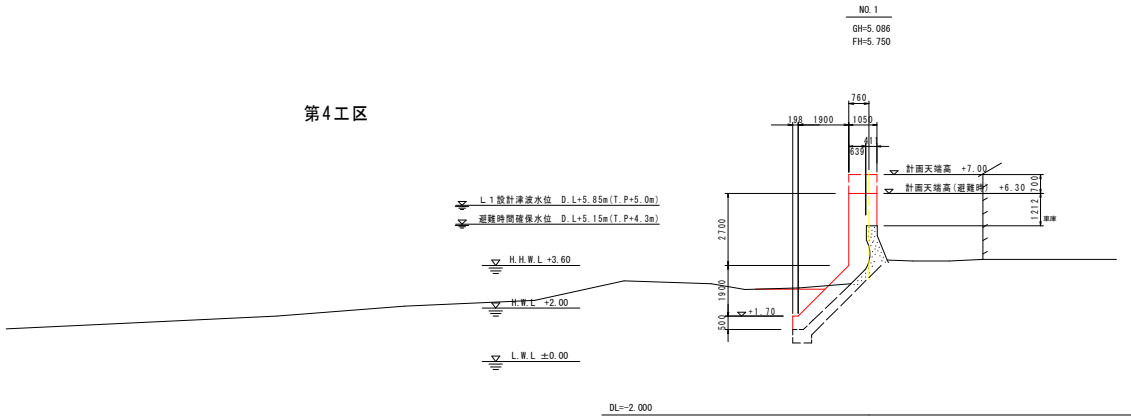 NO. 1
GH=5.086
FH=5.750
第4工区
760
198
1900
1050
411
639
計画天端高 +7.00
計画天端高(避難時) +6.30
700
1212
車庫
L1設計津波水位 D.L+5.85m(T.P+5.0m)
避難時間確保水位 D.L+5.15m(T.P+4.3m)
2700
H.H.W.L +3.60
1900
H.W.L +2.00
+1.70
500
L.W.L ±0.00
DL=-2.000